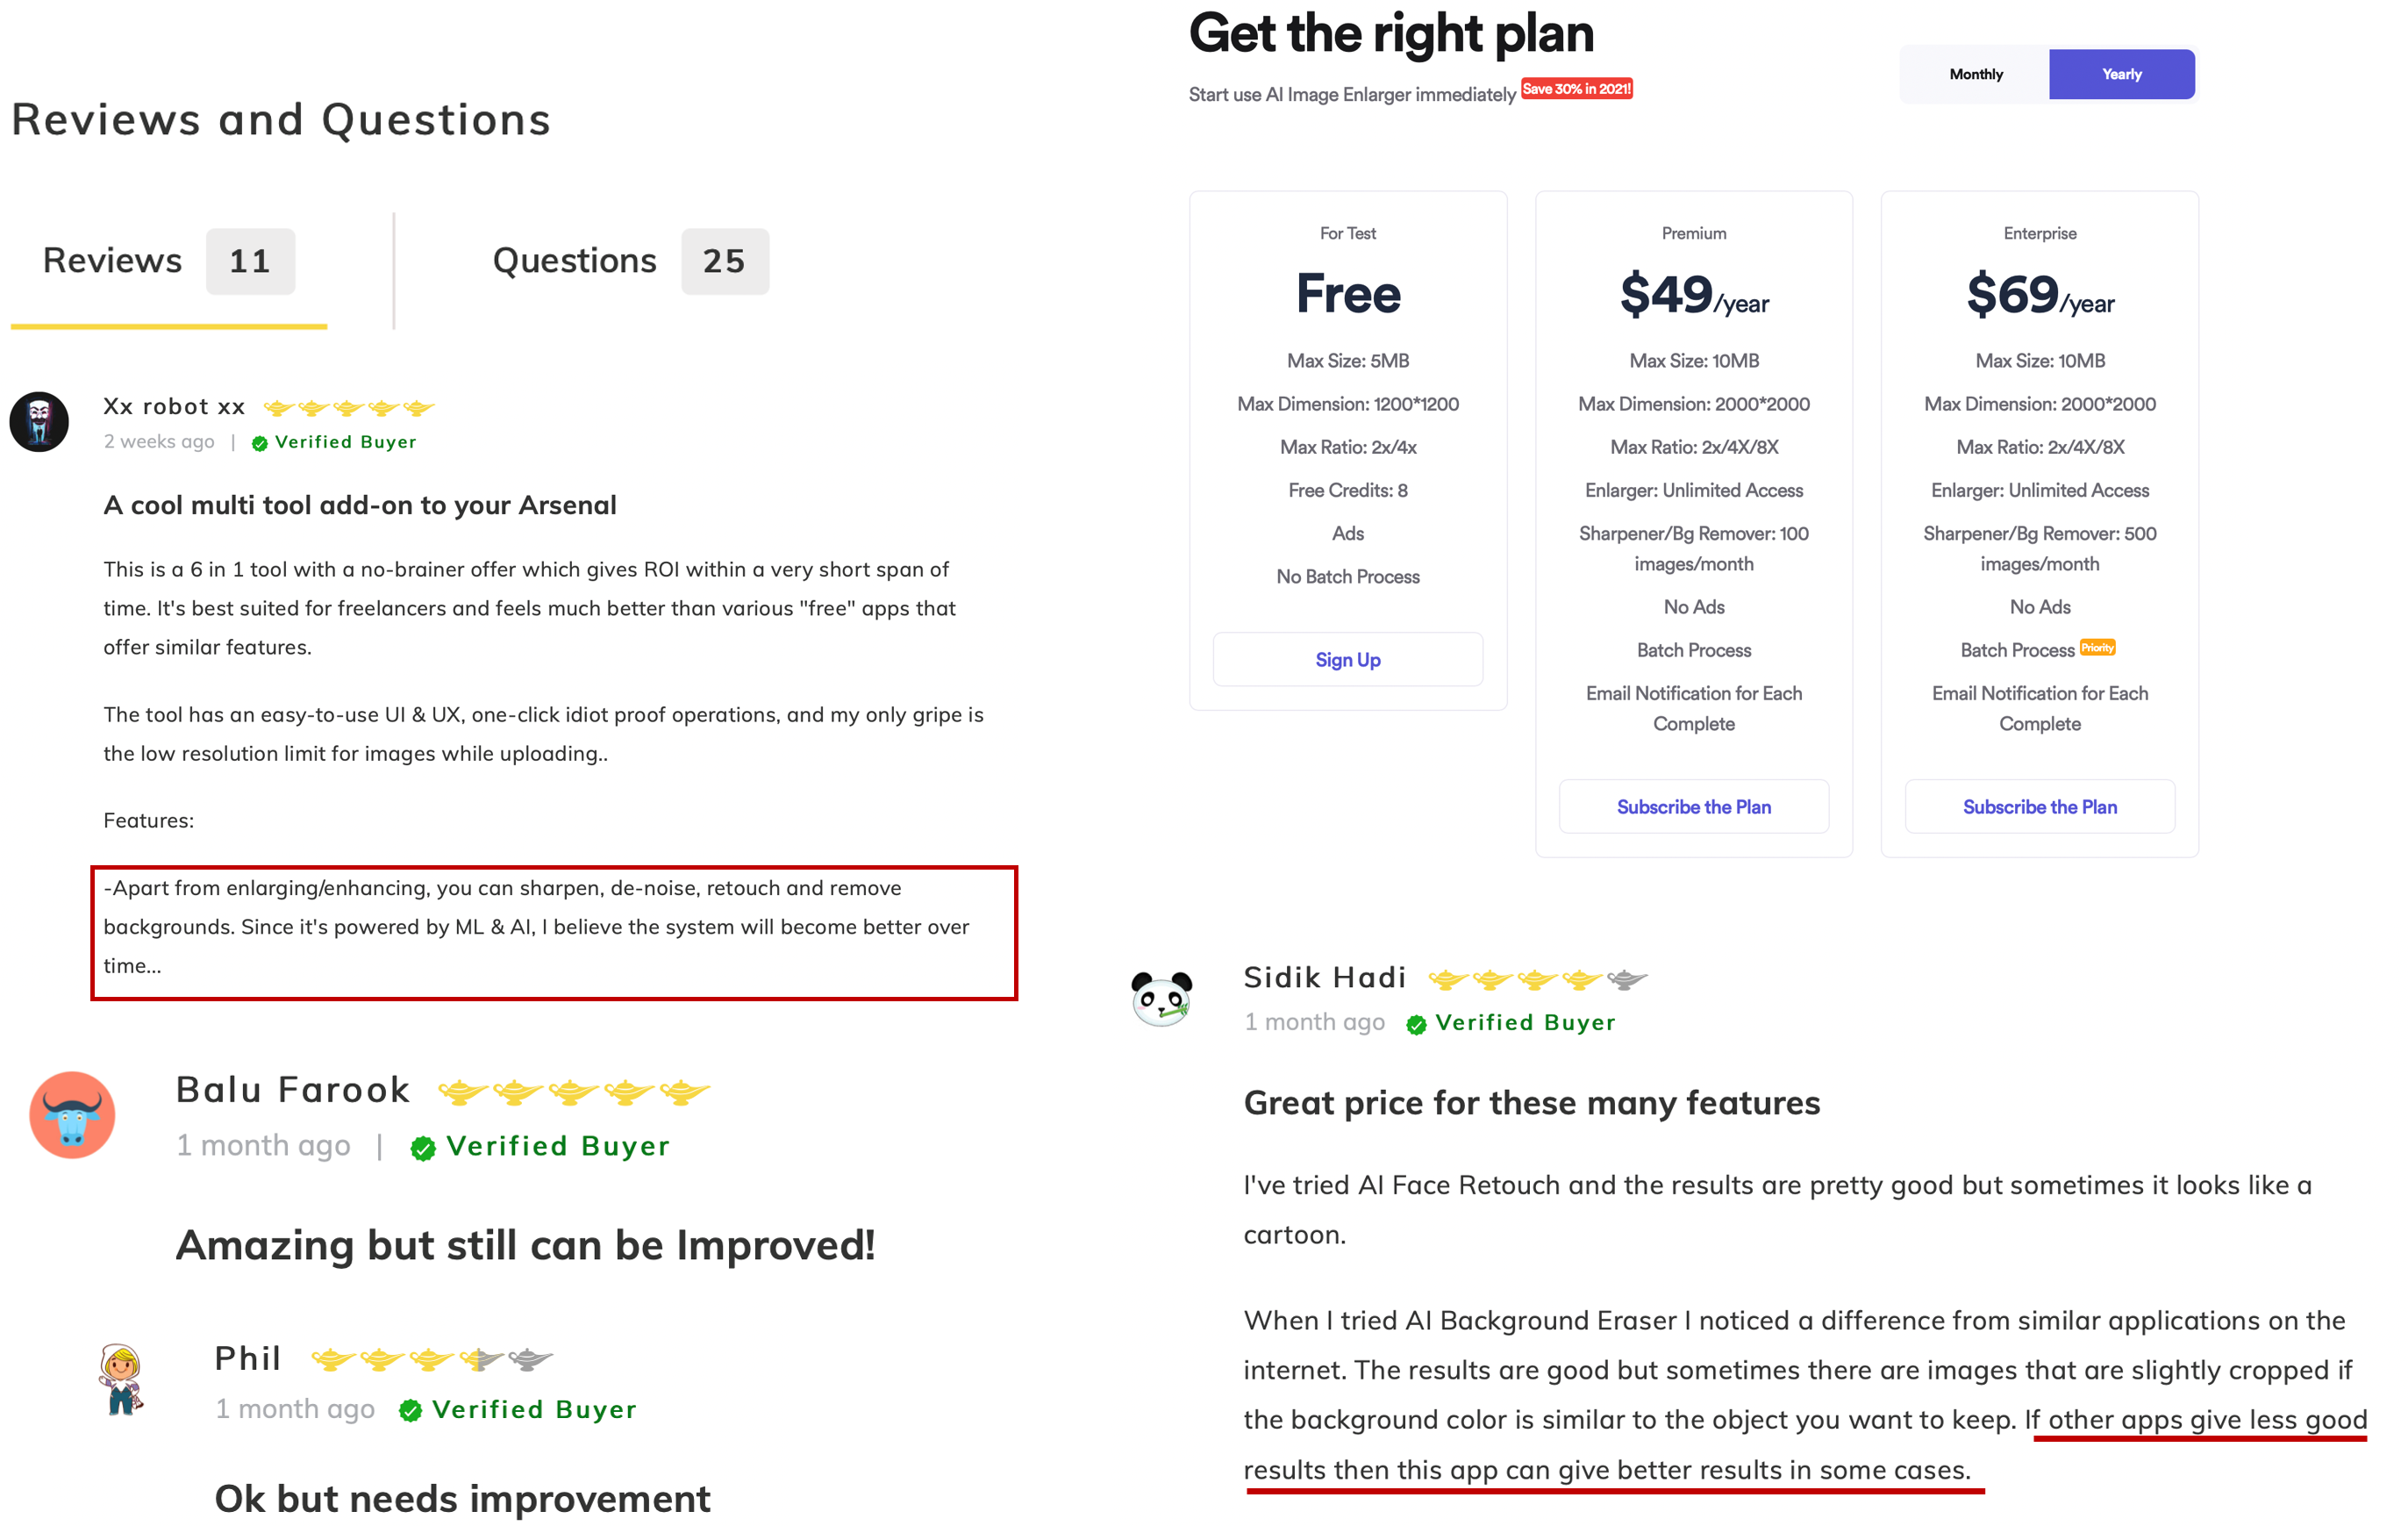 Reviews and Questions
Reviews 11
Questions 25
Xx robot xx
2 weeks ago | Verified Buyer
A cool multi tool add-on to your Arsenal
This is a 6 in 1 tool with a no-brainer offer which gives ROI within a very short span of
time. It's best suited for freelancers and feels much better than various "free" apps that
offer similar features.
The tool has an easy-to-use UI & UX, one-click idiot proof operations, and my only gripe is
the low resolution limit for images while uploading..
Features:
-Apart from enlarging/enhancing, you can sharpen, de-noise, retouch and remove
backgrounds. Since it's powered by ML & AI, I believe the system will become better over
time...
Balu Farook
1 month ago | Verified Buyer
Amazing but still can be Improved!
Phil
1 month ago Verified Buyer
Ok but needs improvement
Get the right plan
Start use AI Image Enlarger immediately Save 30% in 2021!
Monthly
Yearly
For Test
Free
Max Size: 5MB
Max Dimension: 1200*1200
Max Ratio: 2x/4x
Free Credits: 8
Ads
No Batch Process
Sign Up
Premium
$49/year
Max Size: 10MB
Max Dimension: 2000*2000
Max Ratio: 2x/4X/8X
Enlarger: Unlimited Access
Sharpener/Bg Remover: 100
images/month
No Ads
Batch Process
Email Notification for Each
Complete
Subscribe the Plan
Enterprise
$69/year
Max Size: 10MB
Max Dimension: 2000*2000
Max Ratio: 2x/4X/8X
Enlarger: Unlimited Access
Sharpener/Bg Remover: 500
images/month
No Ads
Batch Process Priority
Email Notification for Each
Complete
Subscribe the Plan
Sidik Hadi
1 month ago Verified Buyer
Great price for these many features
I've tried AI Face Retouch and the results are pretty good but sometimes it looks like a
cartoon.
When I tried AI Background Eraser I noticed a difference from similar applications on the
internet. The results are good but sometimes there are images that are slightly cropped if
the background color is similar to the object you want to keep. If other apps give less good
results then this app can give better results in some cases.